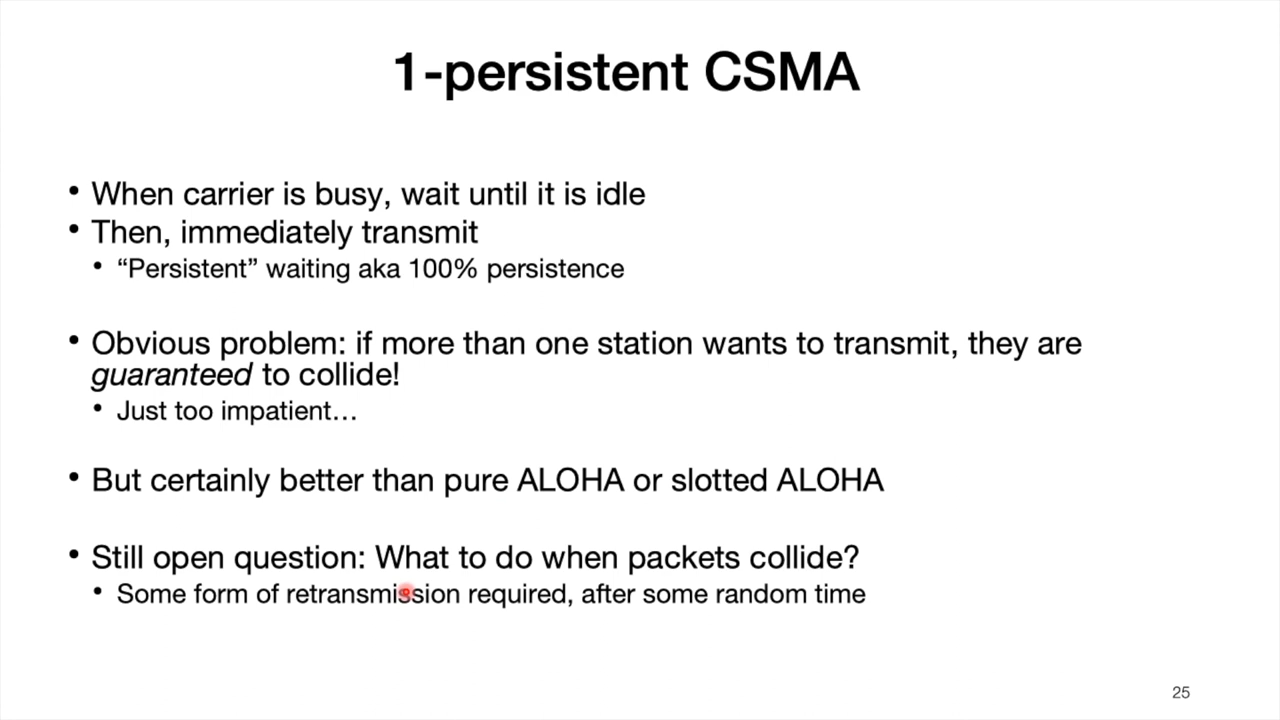 1-persistent CSMA
• When carrier is busy, wait until it is idle
• Then, immediately transmit
• “Persistent” waiting aka 100% persistence
• Obvious problem: if more than one station wants to transmit, they are
guaranteed to collide!
• Just too impatient…
• But certainly better than pure ALOHA or slotted ALOHA
• Still open question: What to do when packets collide?
• Some form of retransmission required, after some random time
25